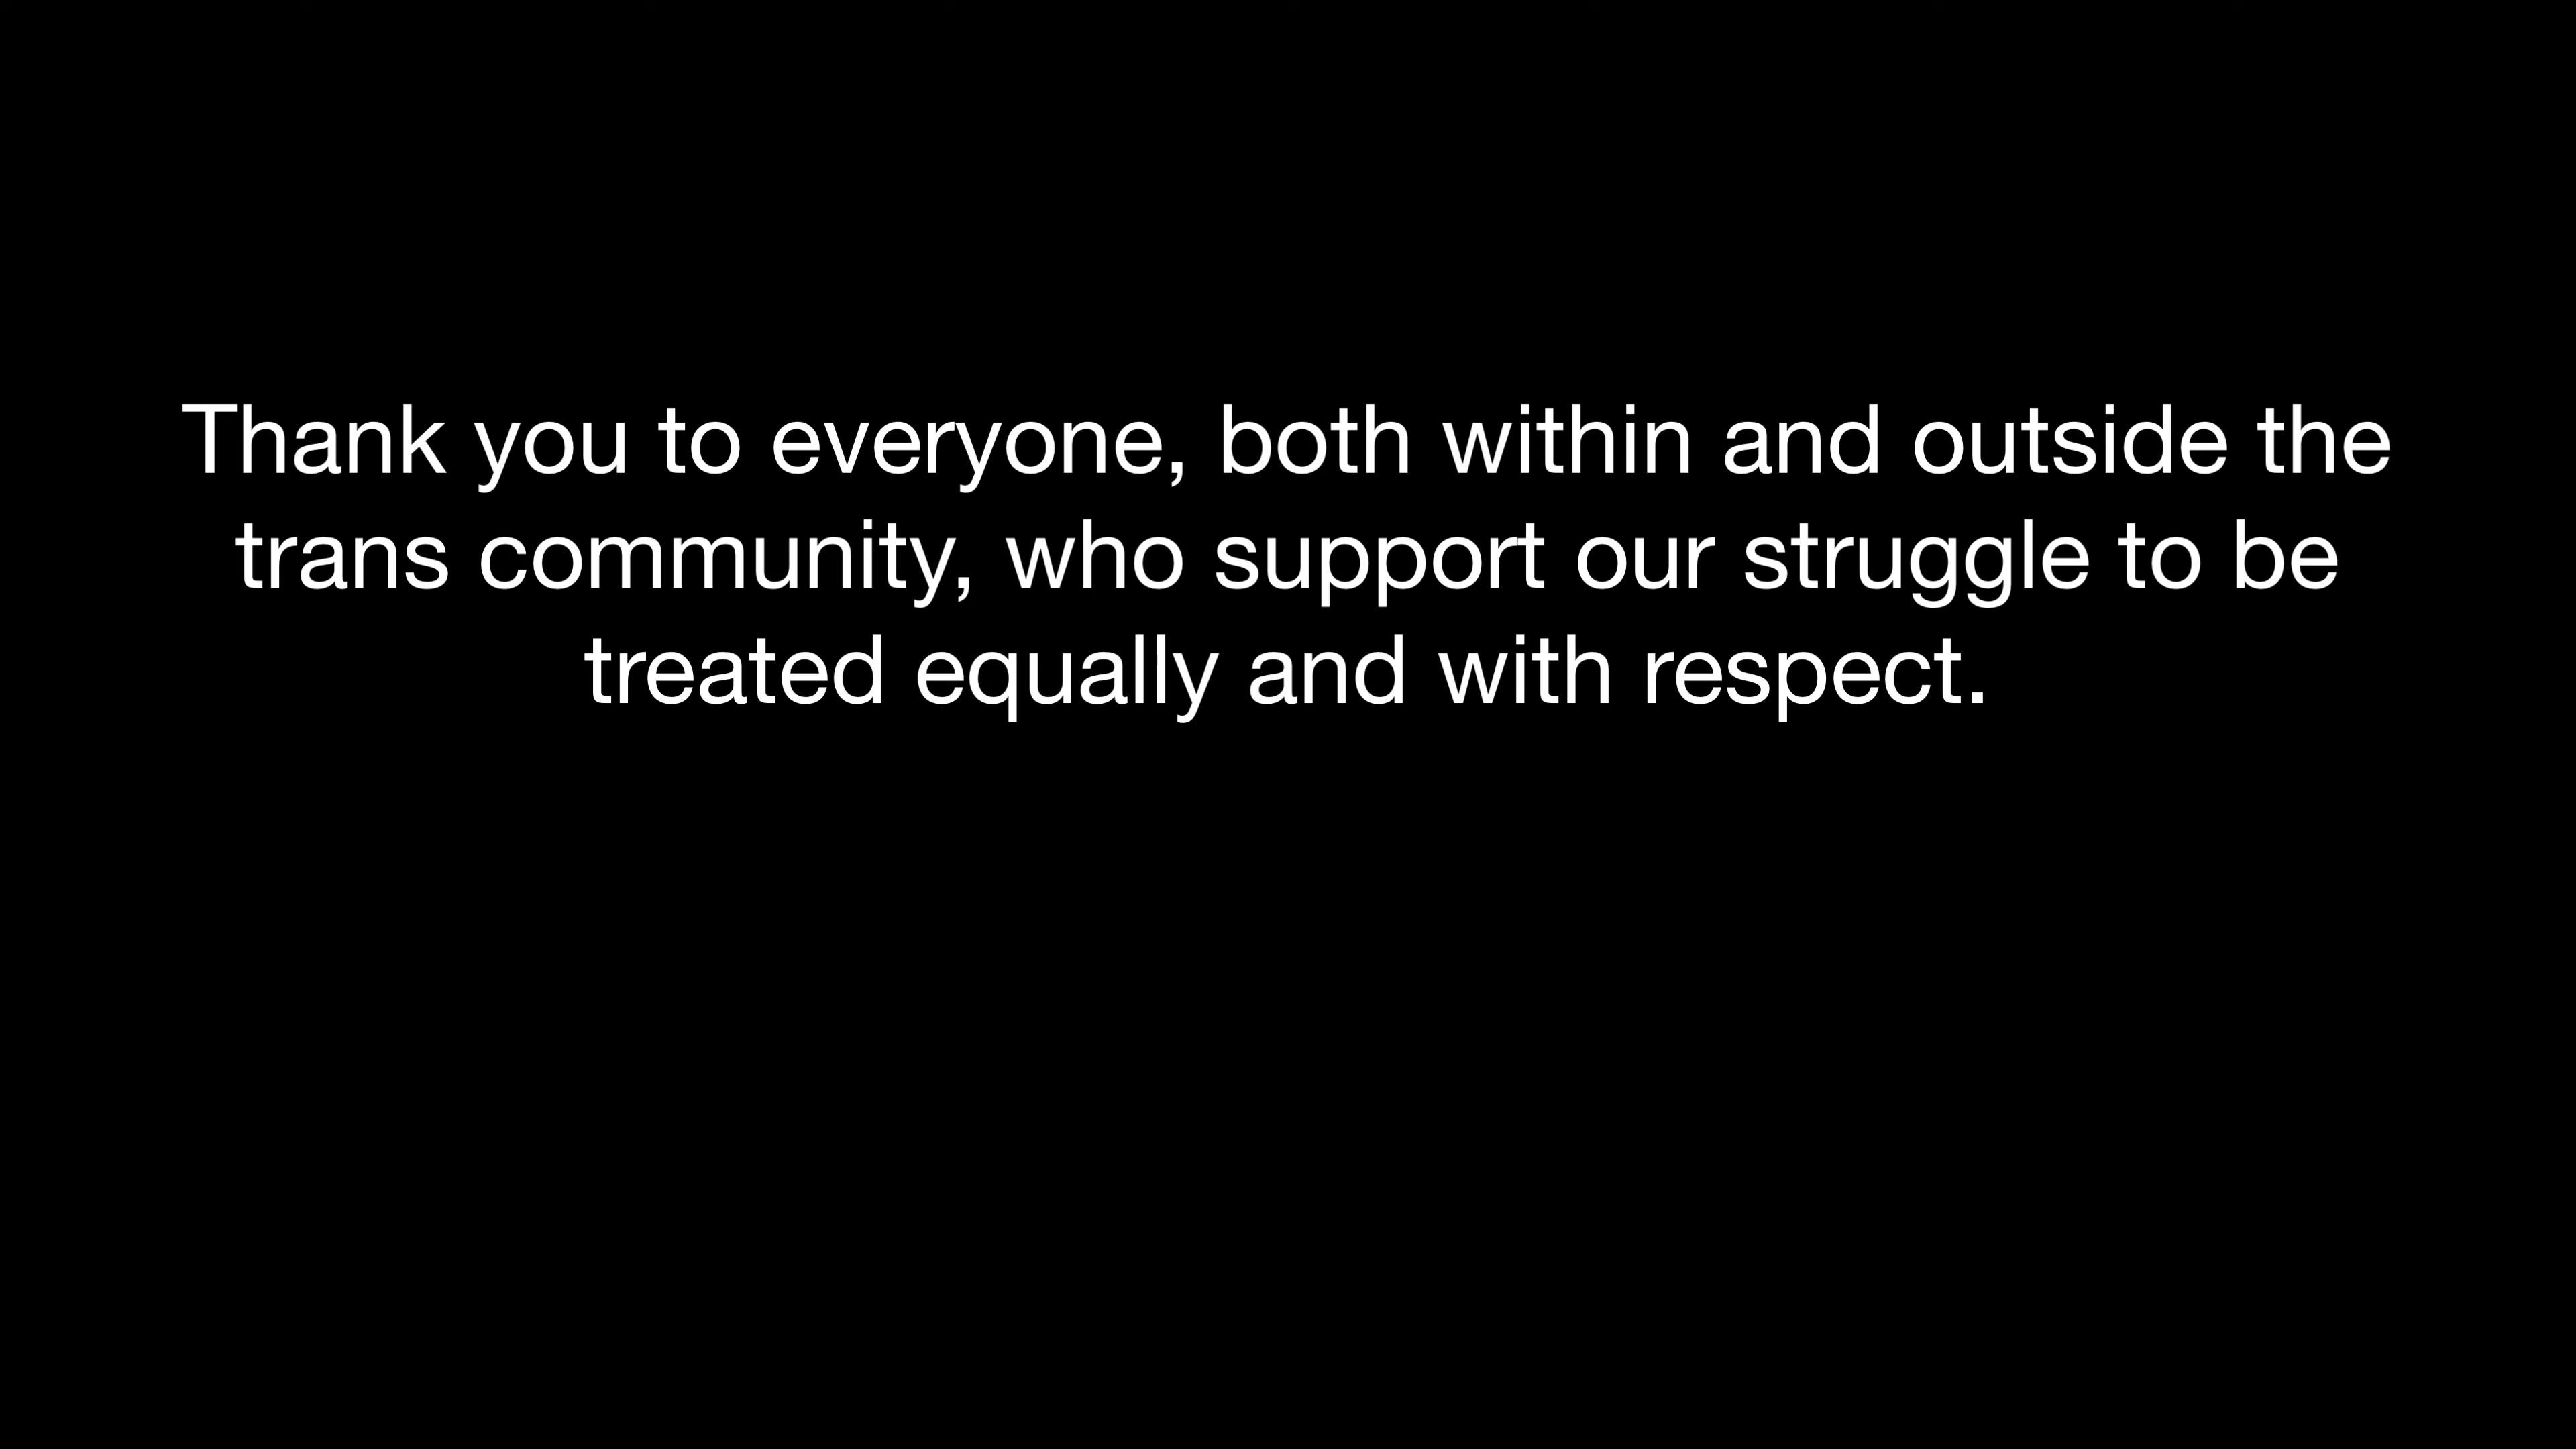 Thank you to everyone, both within and outside the
trans community, who support our struggle to be
treated equally and with respect.